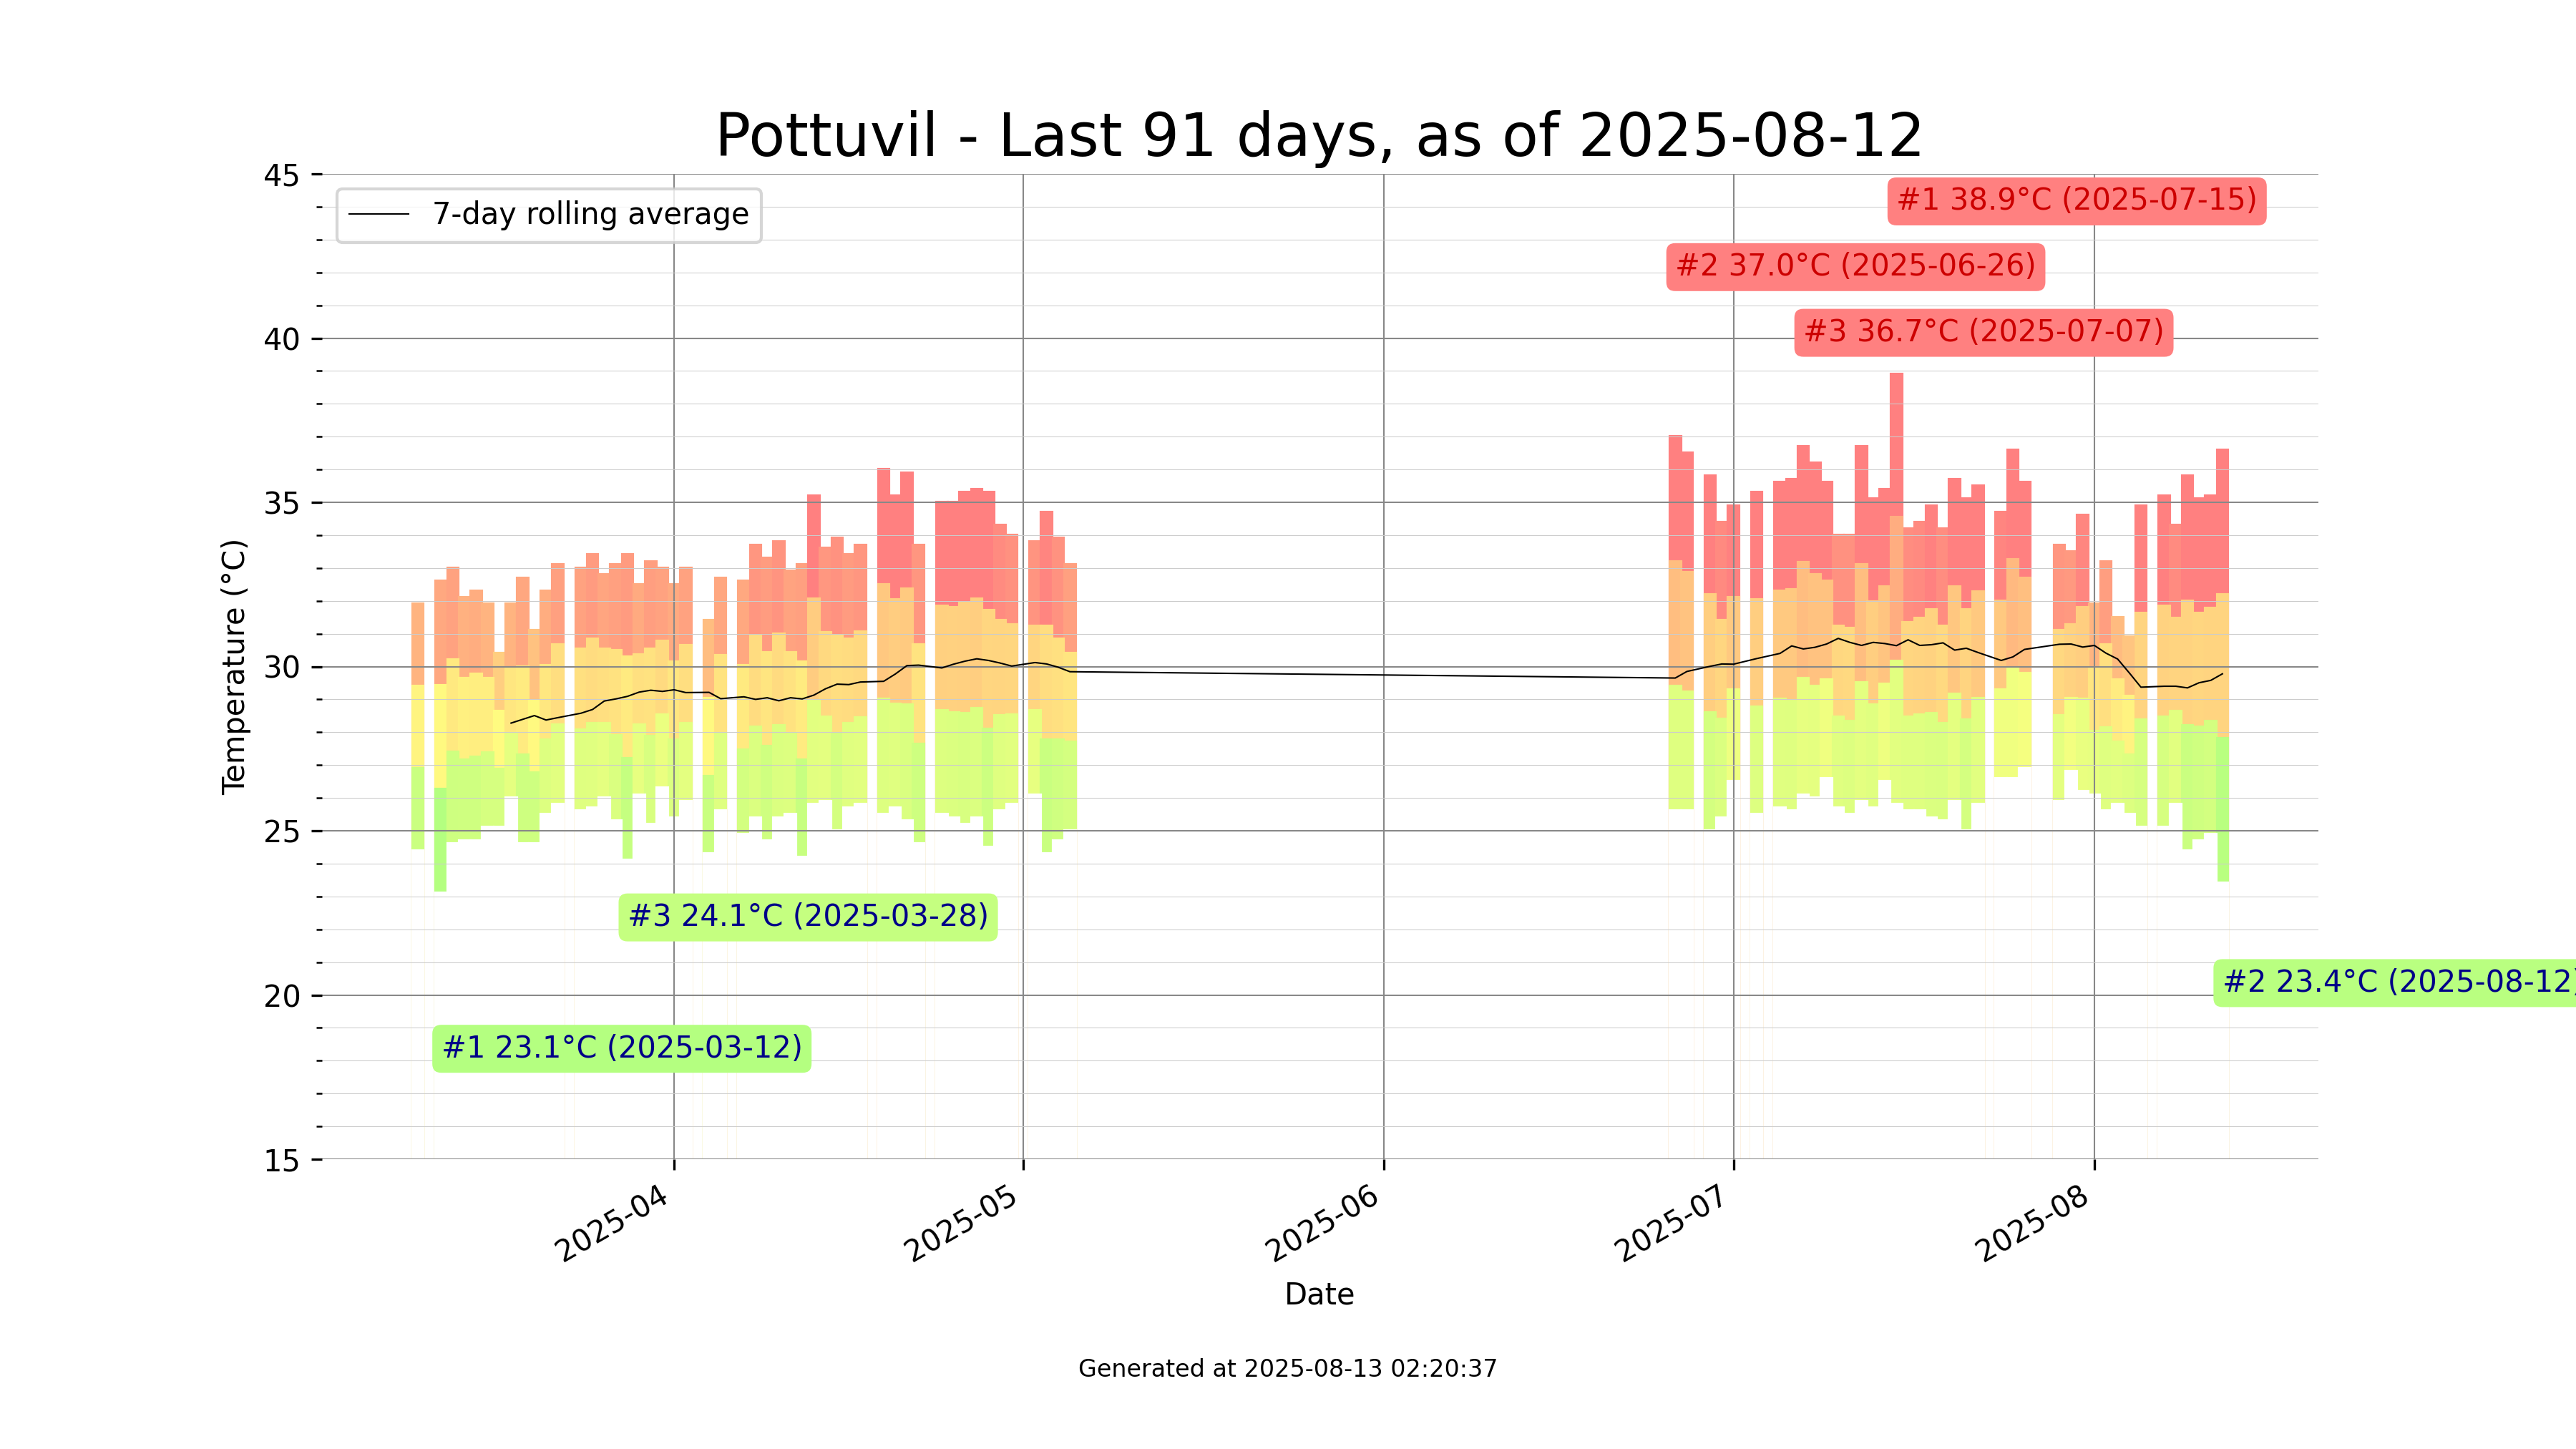 Pottuvil - Last 91 days, as of 2025-08-12
45
7-day rolling average
#1 38.9°C (2025-07-15)
#2 37.0°C (2025-06-26)
#3 36.7°C (2025-07-07)
40
35
30
25
20
15
Temperature (°C)
#3 24.1°C (2025-03-28)
#2 23.4°C (2025-08-12)
#1 23.1°C (2025-03-12)
2025-04
2025-05
2025-06
2025-07
2025-08
Date
Generated at 2025-08-13 02:20:37